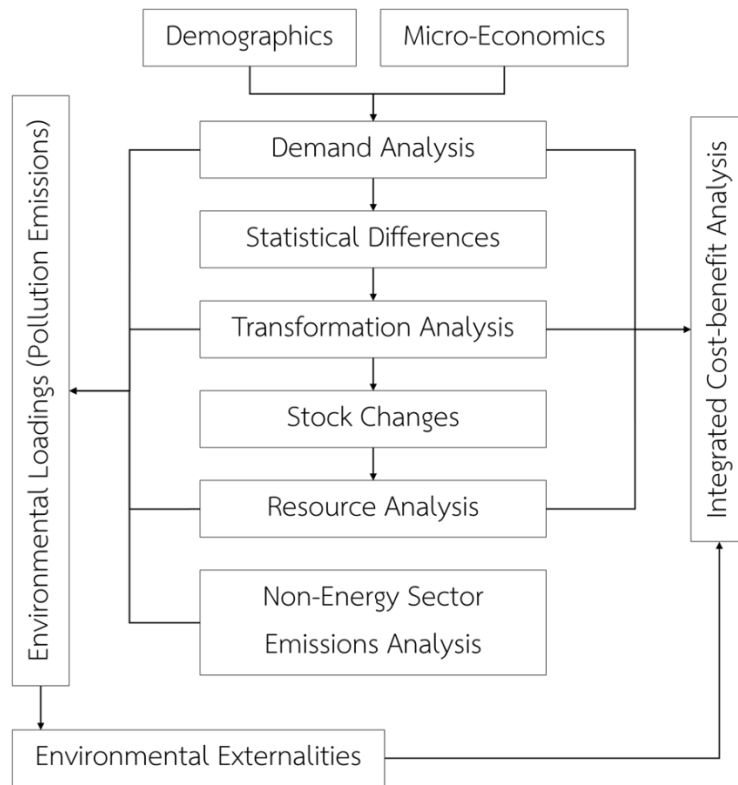 Demographics
Micro-Economics
Demand Analysis
Statistical Differences
Transformation Analysis
Stock Changes
Resource Analysis
Non-Energy Sector
Emissions Analysis
Environmental Loadings (Pollution Emissions)
Integrated Cost-benefit Analysis
Environmental Externalities